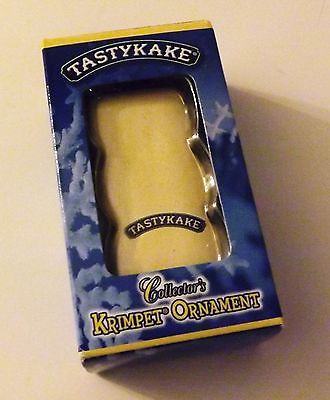 TASTYKAKE®
TASTYKAKE
Collector's
KRIMPET® ORNAMENT